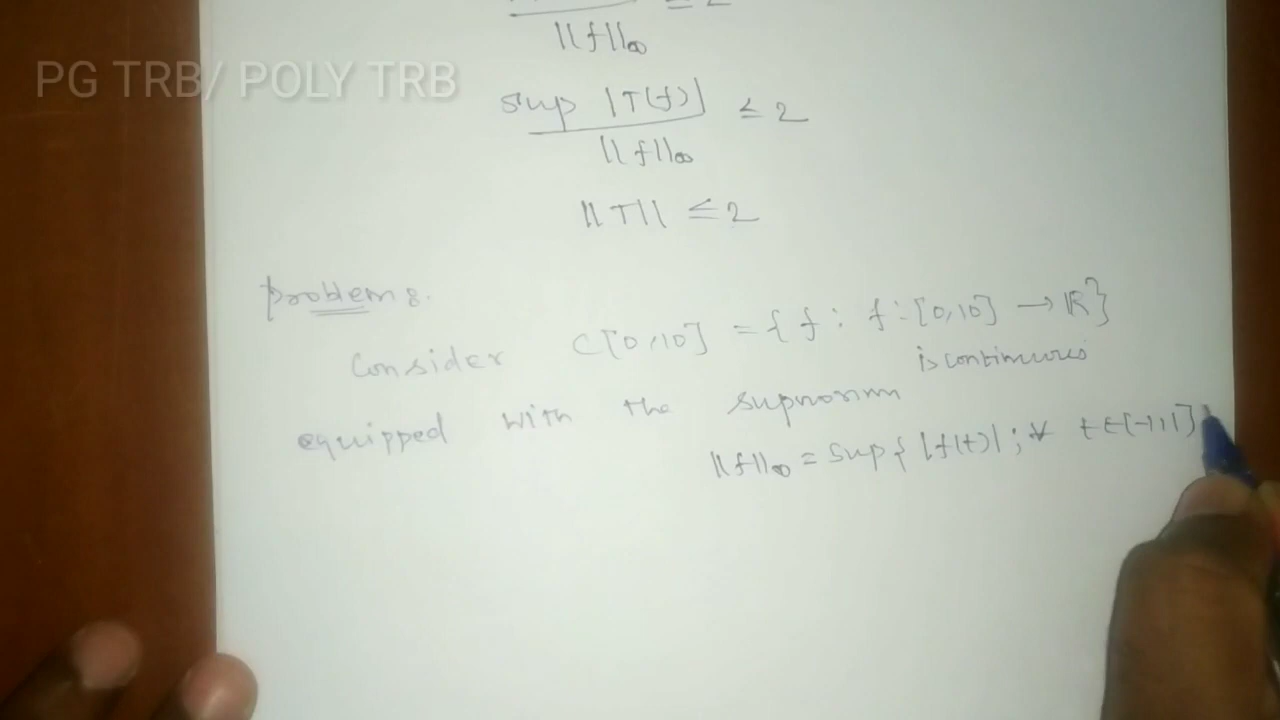 PG TRB/ POLY TRB
||f||∞
sup |T(f)| ≤ 2
||f||∞
||T|| ≤ 2
Problem 8.
Consider C[0,10] = {f : f:[0,10] → R}
is continuous
equipped with the supnorm
||f||∞ = sup{ |f(t)| ; ∀ t∈[-1,1]